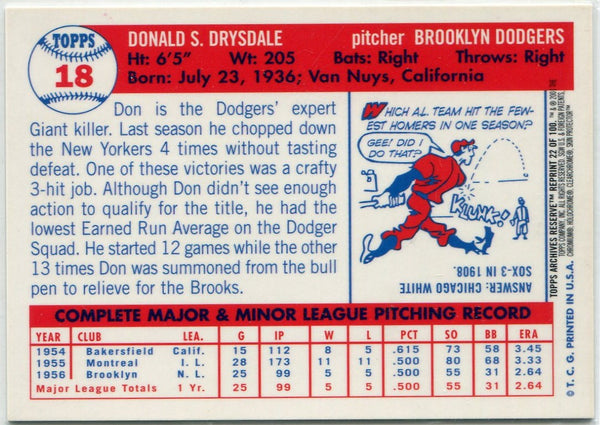 TOPPS
18
DONALD S. DRYSDALE pitcher BROOKLYN DODGERS
Ht: 6'5" Wt: 205 Bats: Right Throws: Right
Born: July 23, 1936; Van Nuys, California
Don is the Dodgers' expert
Giant killer. Last season he chopped down
the New Yorkers 4 times without tasting
defeat. One of these victories was a crafty
3-hit job. Although Don didn't see enough
action to qualify for the title, he had the
lowest Earned Run Average on the Dodger
Squad. He started 12 games while the other
13 times Don was summoned from the bull
pen to relieve for the Brooks.
WHICH AL. TEAM HIT THE FEW-
EST HOMERS IN ONE SEASON?
GEE! DID I
DO THAT?
KLUNK!
ANSWER: CHICAGO WHITE
SOX-3 IN 1908.
TOPPS ARCHIVES RESERVE™ REPRINT 22 OF 100.
© T. C. G. PRINTED IN U.S.A.
COMPLETE MAJOR & MINOR LEAGUE PITCHING RECORD
YEAR CLUB LEA. G IP W L PCT SO BB ERA
1954 Bakersfield Calif. 15 112 8 5 .615 73 58 3.45
1955 Montreal I. L. 28 173 11 11 .500 80 68 3.33
1956 Brooklyn N. L. 25 99 5 5 .500 55 31 2.64
Major League Totals 1 Yr. 25 99 5 5 .500 55 31 2.64